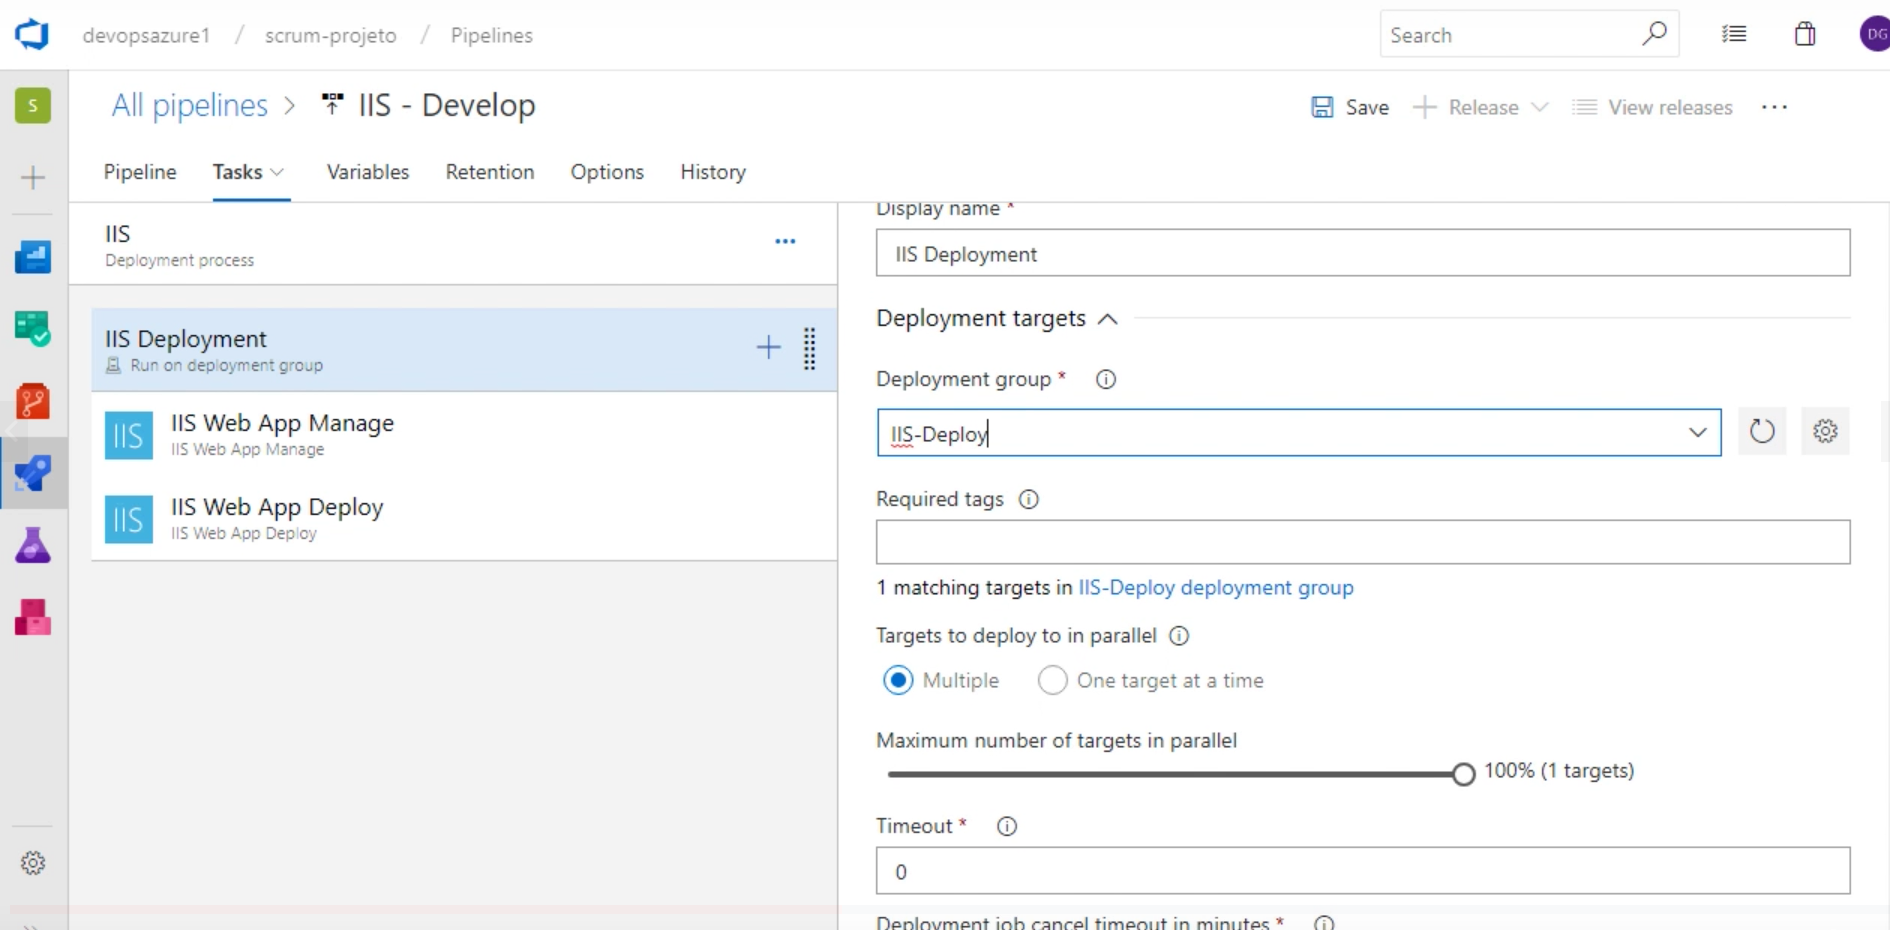 devopsazure1 / scrum-projeto / Pipelines
Search
DG
S
All pipelines > IIS - Develop
Save
Release
View releases
Pipeline
Tasks
Variables
Retention
Options
History
IIS
Deployment process
IIS Deployment
Run on deployment group
IIS
IIS Web App Manage
IIS Web App Manage
IIS
IIS Web App Deploy
IIS Web App Deploy
Display name *
IIS Deployment
Deployment targets
Deployment group *
IIS-Deploy
Required tags
1 matching targets in IIS-Deploy deployment group
Targets to deploy to in parallel
Multiple
One target at a time
Maximum number of targets in parallel
100% (1 targets)
Timeout *
0
Deployment job cancel timeout in minutes *